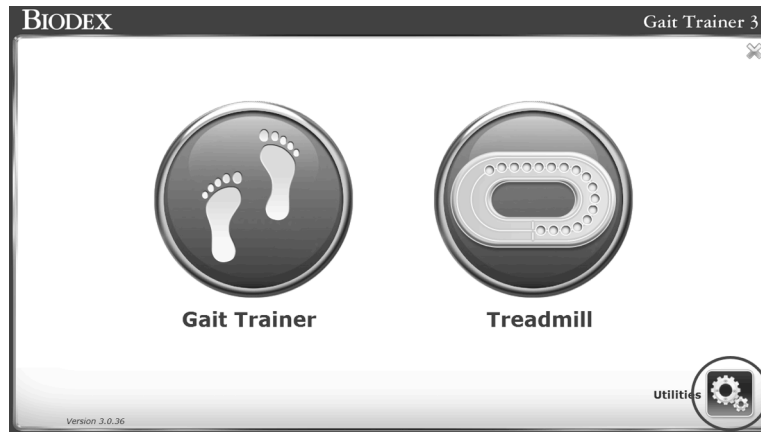 BIODEX
Gait Trainer 3
Gait Trainer
Treadmill
Utilities
Version 3.0.36